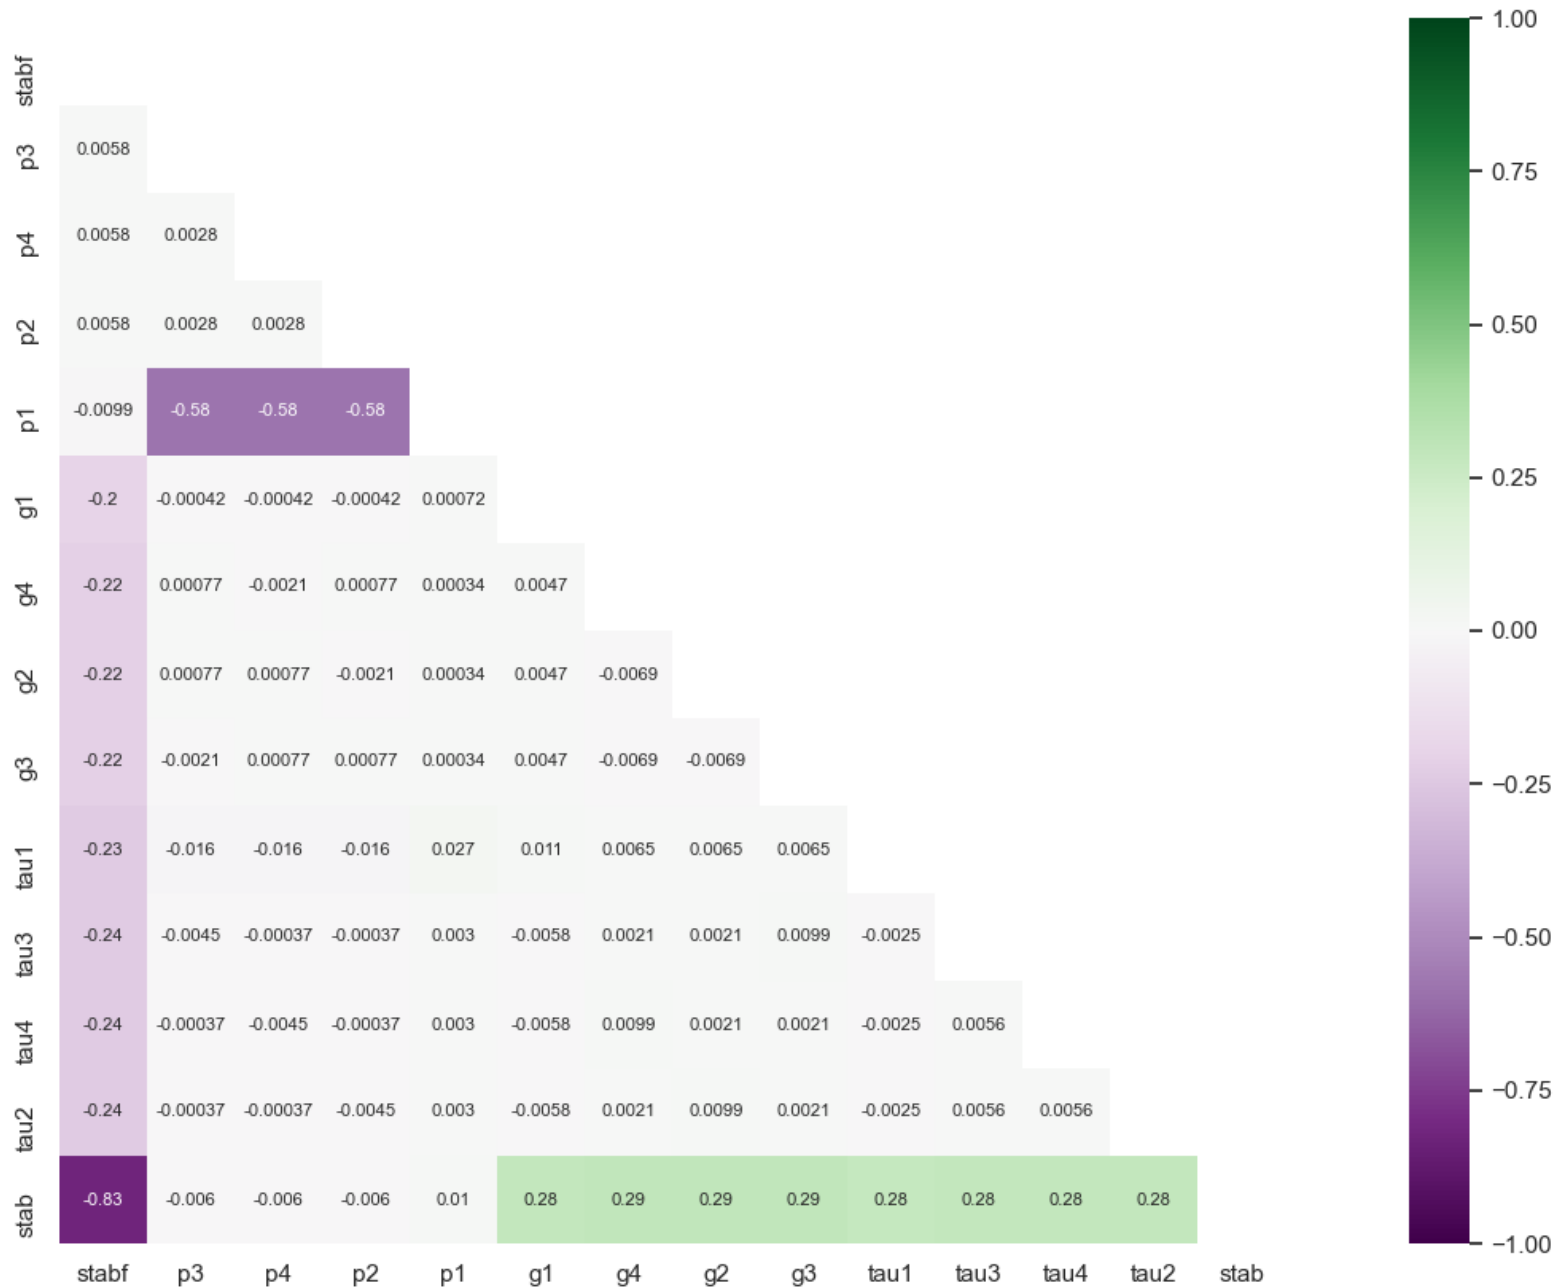 stabf
p3 0.0058
p4 0.0058 0.0028
p2 0.0058 0.0028 0.0028
p1 -0.0099 -0.58 -0.58 -0.58
g1 -0.2 -0.00042 -0.00042 -0.00042 0.00072
g4 -0.22 0.00077 -0.0021 0.00077 0.00034 0.0047
g2 -0.22 0.00077 0.00077 -0.0021 0.00034 0.0047 -0.0069
g3 -0.22 -0.0021 0.00077 0.00077 0.00034 0.0047 -0.0069 -0.0069
tau1 -0.23 -0.016 -0.016 -0.016 0.027 0.011 0.0065 0.0065 0.0065
tau3 -0.24 -0.0045 -0.00037 -0.00037 0.003 -0.0058 0.0021 0.0021 0.0099 -0.0025
tau4 -0.24 -0.00037 -0.0045 -0.00037 0.003 -0.0058 0.0099 0.0021 0.0021 -0.0025 0.0056
tau2 -0.24 -0.00037 -0.00037 -0.0045 0.003 -0.0058 0.0021 0.0099 0.0021 -0.0025 0.0056 0.0056
stab -0.83 -0.006 -0.006 -0.006 0.01 0.28 0.29 0.29 0.29 0.28 0.28 0.28 0.28
stabf p3 p4 p2 p1 g1 g4 g2 g3 tau1 tau3 tau4 tau2 stab
1.00
0.75
0.50
0.25
0.00
−0.25
−0.50
−0.75
−1.00